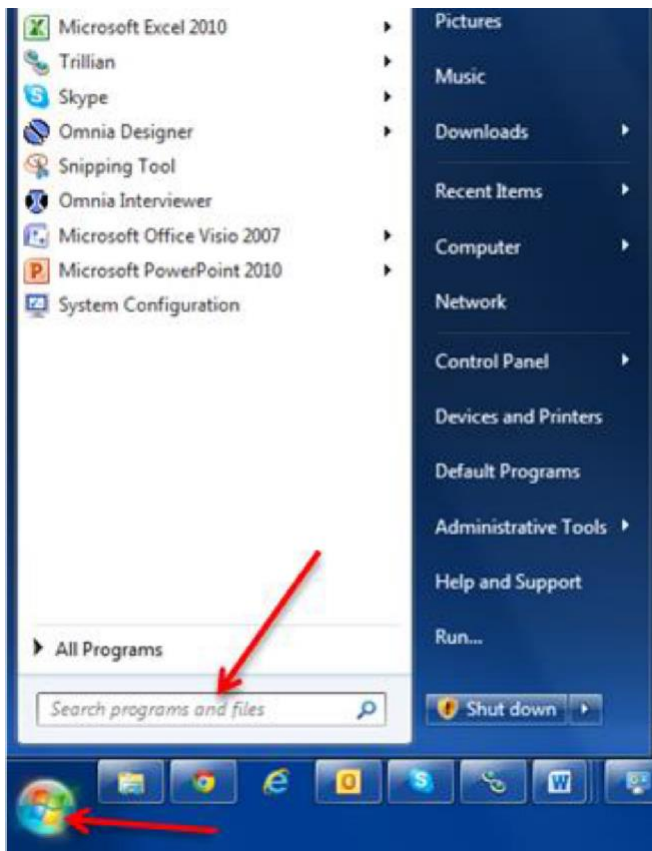 Microsoft Excel 2010
Trillian
Skype
Omnia Designer
Snipping Tool
Omnia Interviewer
Microsoft Office Visio 2007
Microsoft PowerPoint 2010
System Configuration
All Programs
Search programs and files
Pictures
Music
Downloads
Recent Items
Computer
Network
Control Panel
Devices and Printers
Default Programs
Administrative Tools
Help and Support
Run...
Shut down